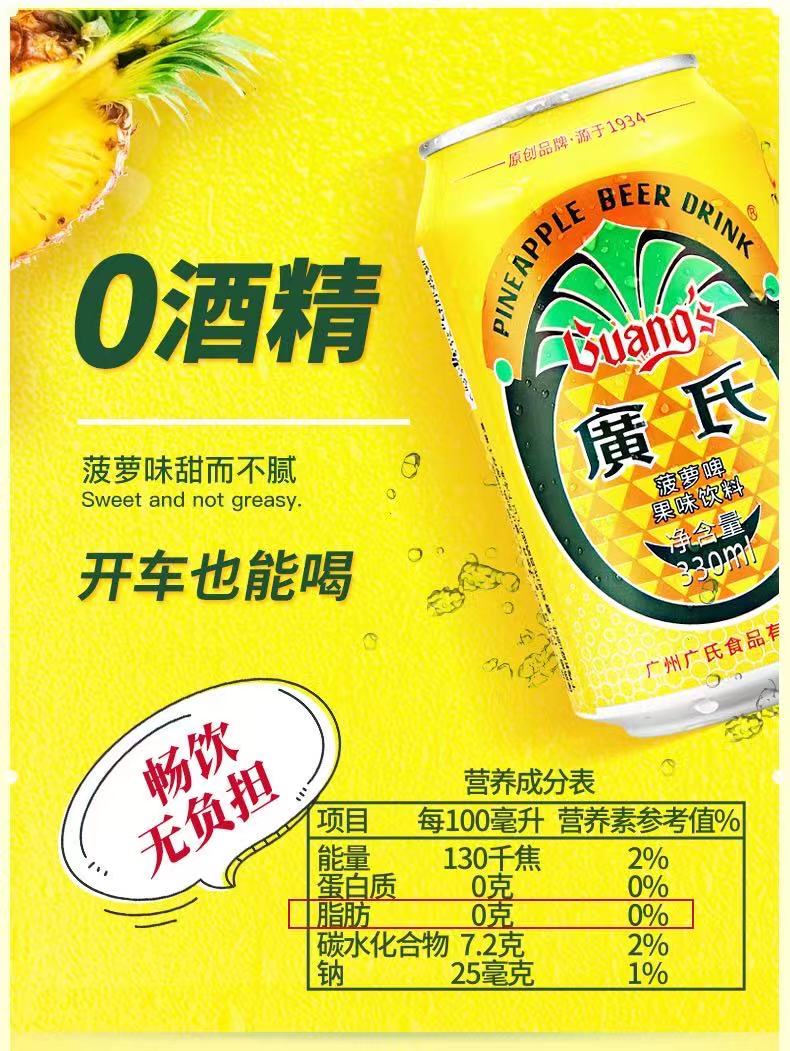 原创品牌·源于1934
PINEAPPLE BEER DRINK®
Guang's
廣氏
菠萝啤
果味饮料
净含量
330ml
广州广氏食品有
0酒精
菠萝味甜而不腻
Sweet and not greasy.
开车也能喝
畅饮
无负担
营养成分表
项目 每100毫升 营养素参考值%
能量 130千焦 2%
蛋白质 0克 0%
脂肪 0克 0%
碳水化合物 7.2克 2%
钠 25毫克 1%